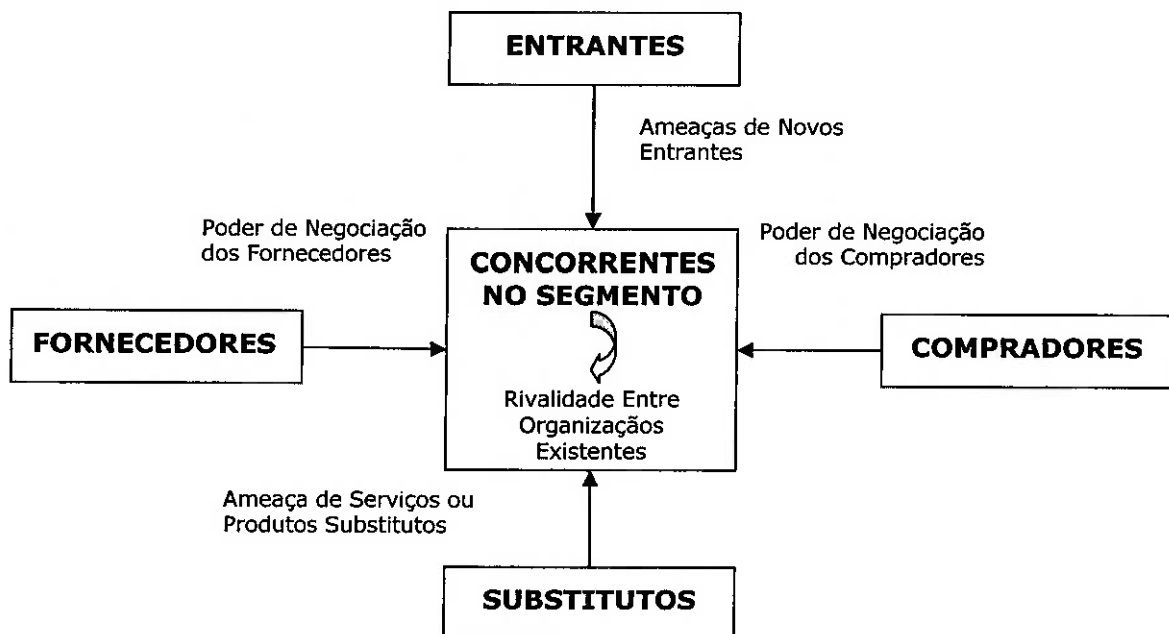 ENTRANTES
Ameaças de Novos
Entrantes
Poder de Negociação
dos Fornecedores
Poder de Negociação
dos Compradores
CONCORRENTES
NO SEGMENTO
FORNECEDORES
COMPRADORES
Rivalidade Entre
Organizaçãos
Existentes
Ameaça de Serviços ou
Produtos Substitutos
SUBSTITUTOS